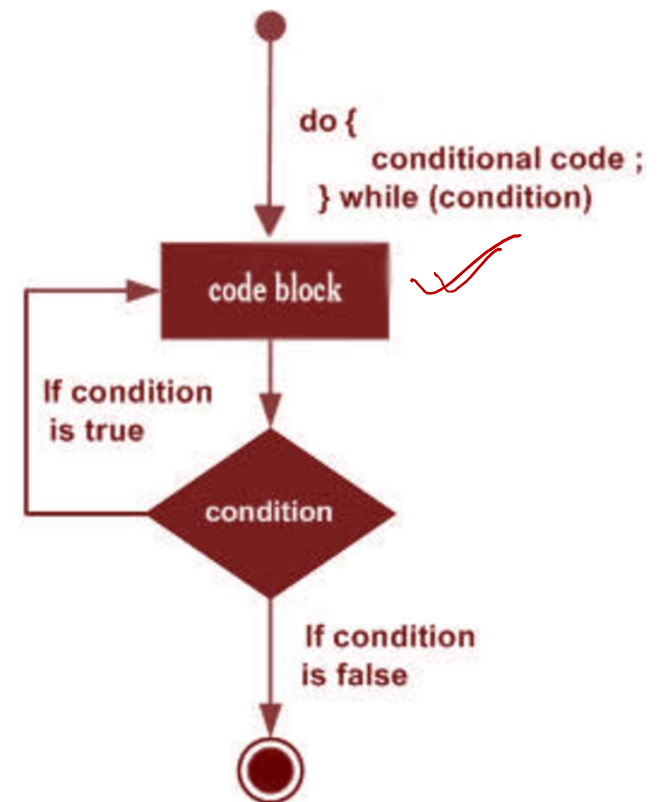 do {
conditional code ;
} while (condition)
code block
If condition
is true
condition
If condition
is false